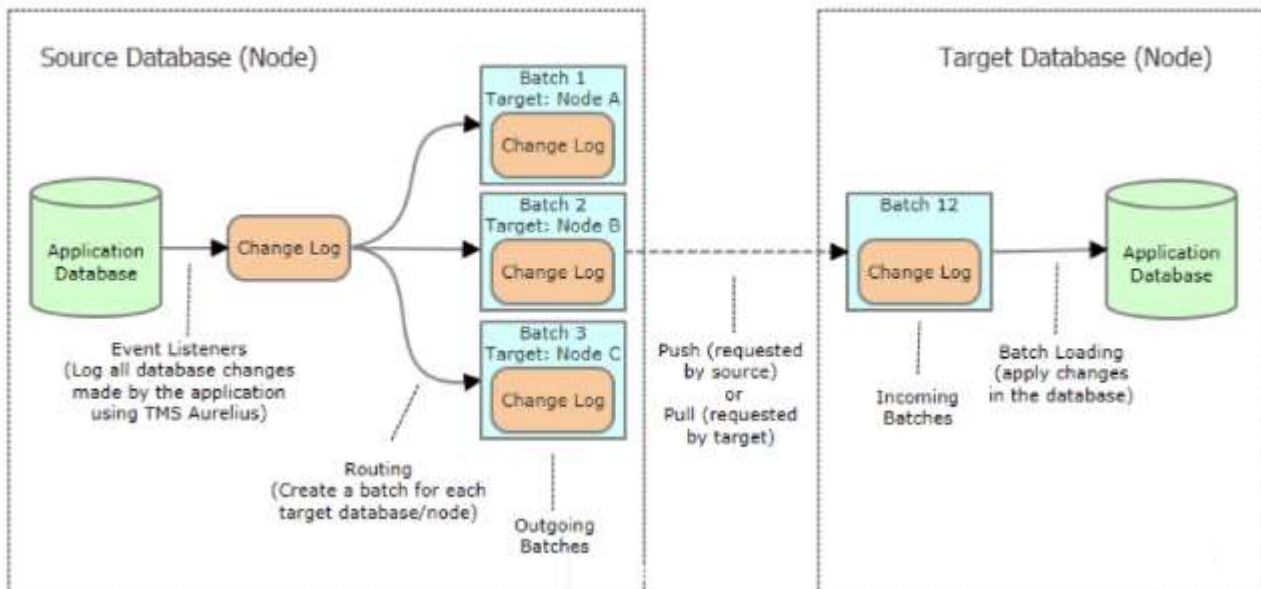 Source Database (Node)
Target Database (Node)
Batch 1
Target: Node A
Change Log
Application
Database
Change Log
Batch 2
Target: Node B
Change Log
Batch 3
Target: Node C
Change Log
Batch 12
Change Log
Application
Database
Event Listeners
(Log all database changes
made by the application
using TMS Aurelius)
Routing
(Create a batch for each
target database/node)
Outgoing
Batches
Push (requested
by source)
or
Pull (requested
by target)
Incoming
Batches
Batch Loading
(apply changes
in the database)